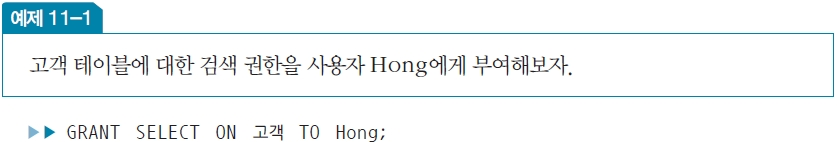 예제 11-1
고객 테이블에 대한 검색 권한을 사용자 Hong에게 부여해보자.
▶▶ GRANT SELECT ON 고객 TO Hong;